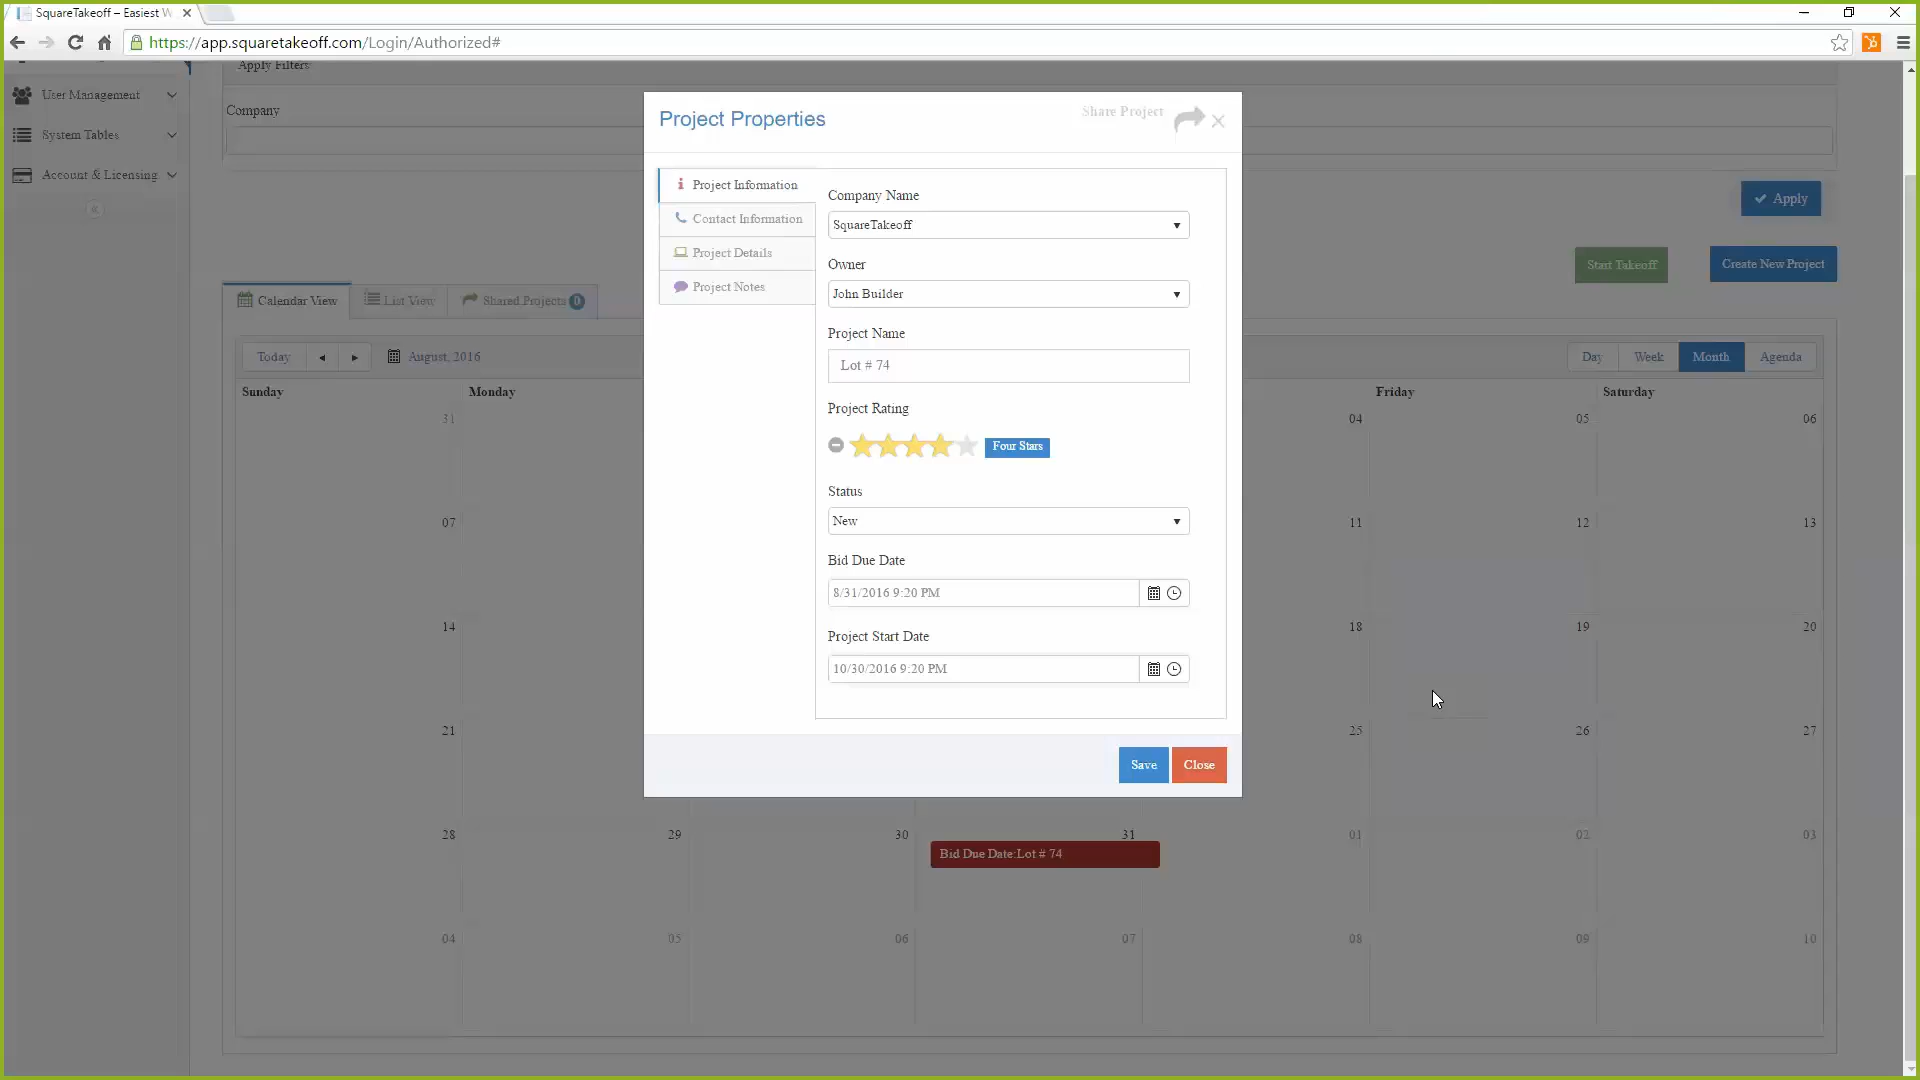 SquareTakeoff – Easiest W
https://app.squaretakeoff.com/Login/Authorized#
Apply Filters
User Management
System Tables
Account & Licensing
Company
Apply
Start Takeoff
Create New Project
Calendar View
List View
Shared Projects 0
Today
August, 2016
Day
Week
Month
Agenda
Sunday
Monday
Friday
Saturday
31 04 05 06
07 11 12 13
14 18 19 20
21 25 26 27
28 29 30 31 01 02 03
Bid Due Date:Lot # 74
04 05 06 07 08 09 10
Project Properties
Share Project
Project Information
Contact Information
Project Details
Project Notes
Company Name
SquareTakeoff
Owner
John Builder
Project Name
Lot # 74
Project Rating
Four Stars
Status
New
Bid Due Date
8/31/2016 9:20 PM
Project Start Date
10/30/2016 9:20 PM
Save
Close